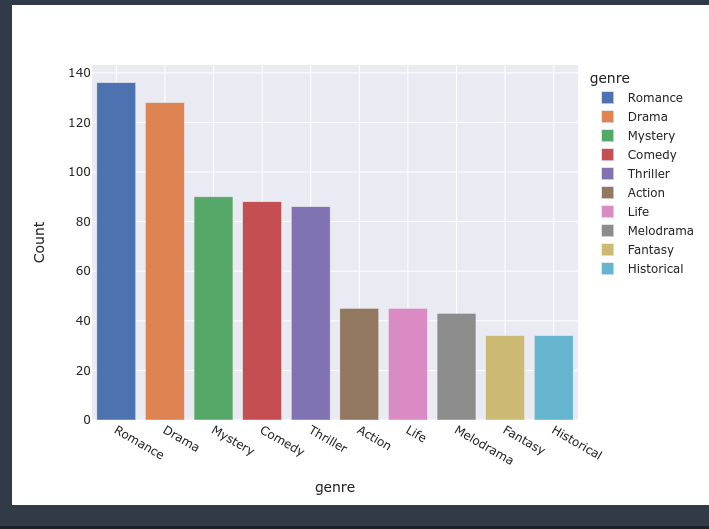 140
120
100
80
60
40
20
0
Count
Romance
Drama
Mystery
Comedy
Thriller
Action
Life
Melodrama
Fantasy
Historical
genre
genre
Romance
Drama
Mystery
Comedy
Thriller
Action
Life
Melodrama
Fantasy
Historical